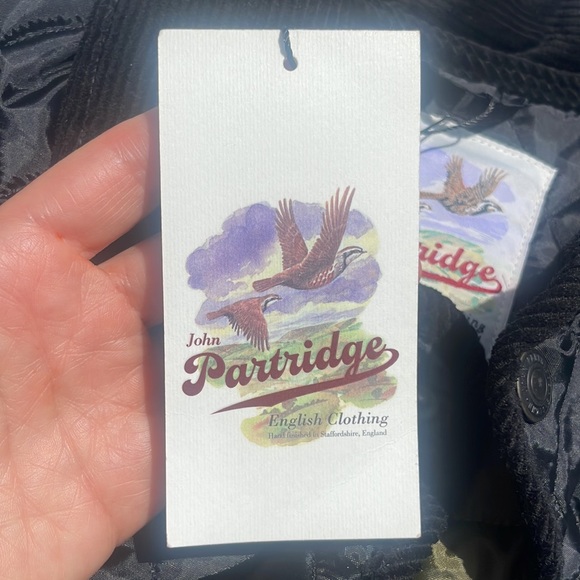 John
Partridge
English Clothing
Hand finished in Staffordshire, England
ridge